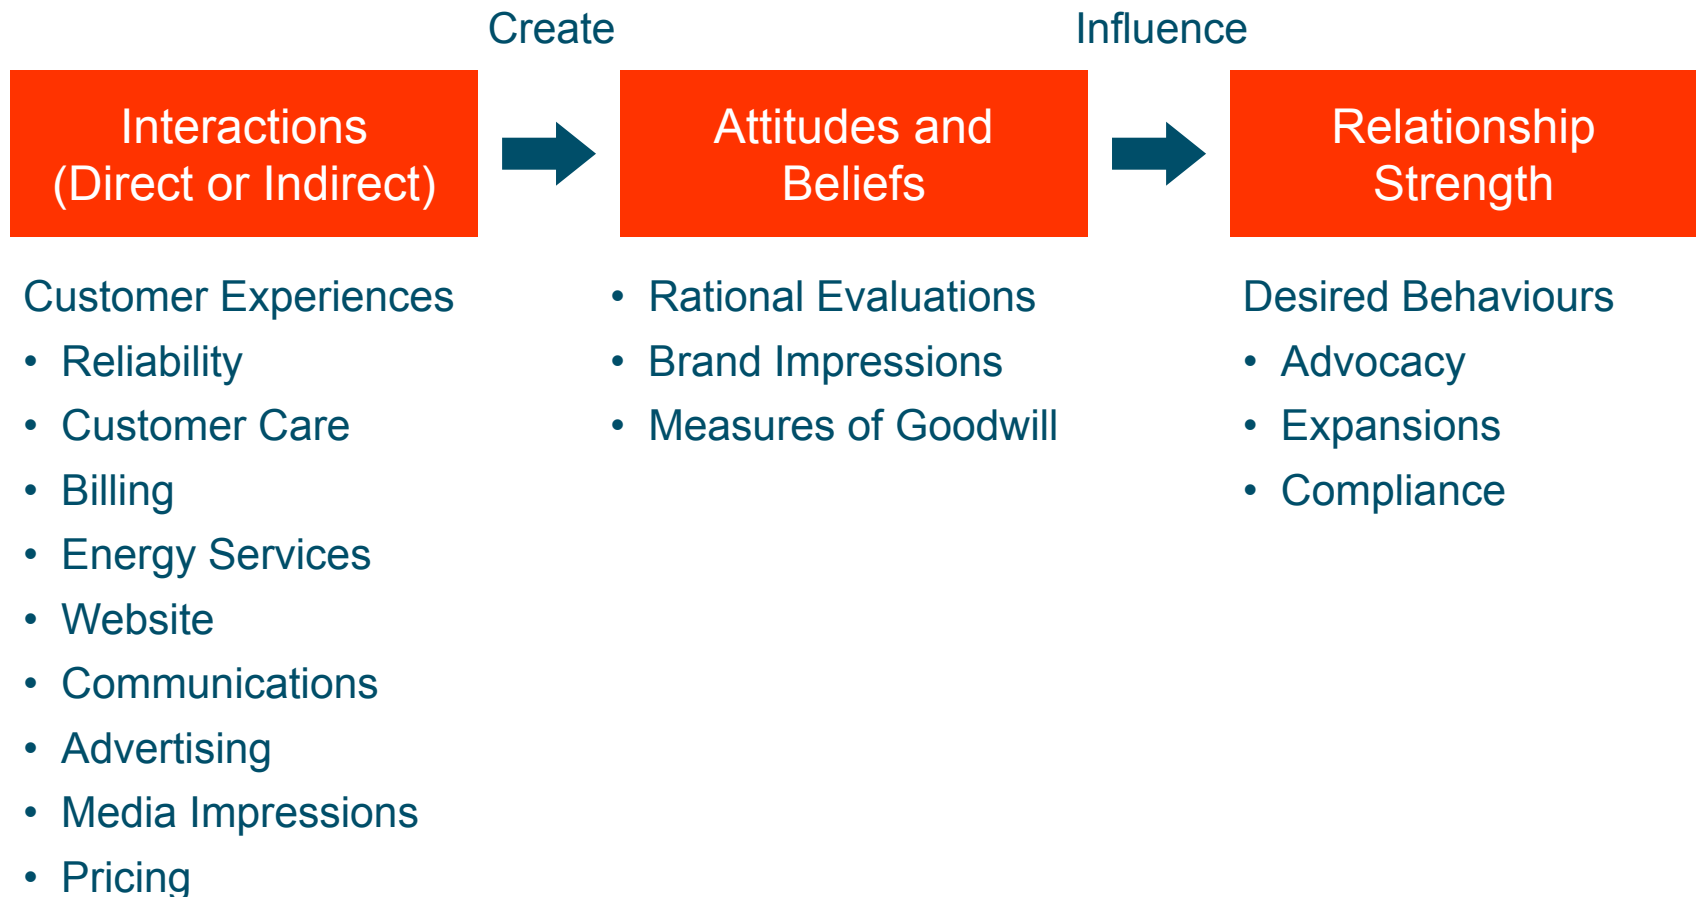 Create
Influence
Interactions
(Direct or Indirect)
Attitudes and
Beliefs
Relationship
Strength
Customer Experiences
• Reliability
• Customer Care
• Billing
• Energy Services
• Website
• Communications
• Advertising
• Media Impressions
• Pricing
• Rational Evaluations
• Brand Impressions
• Measures of Goodwill
Desired Behaviours
• Advocacy
• Expansions
• Compliance